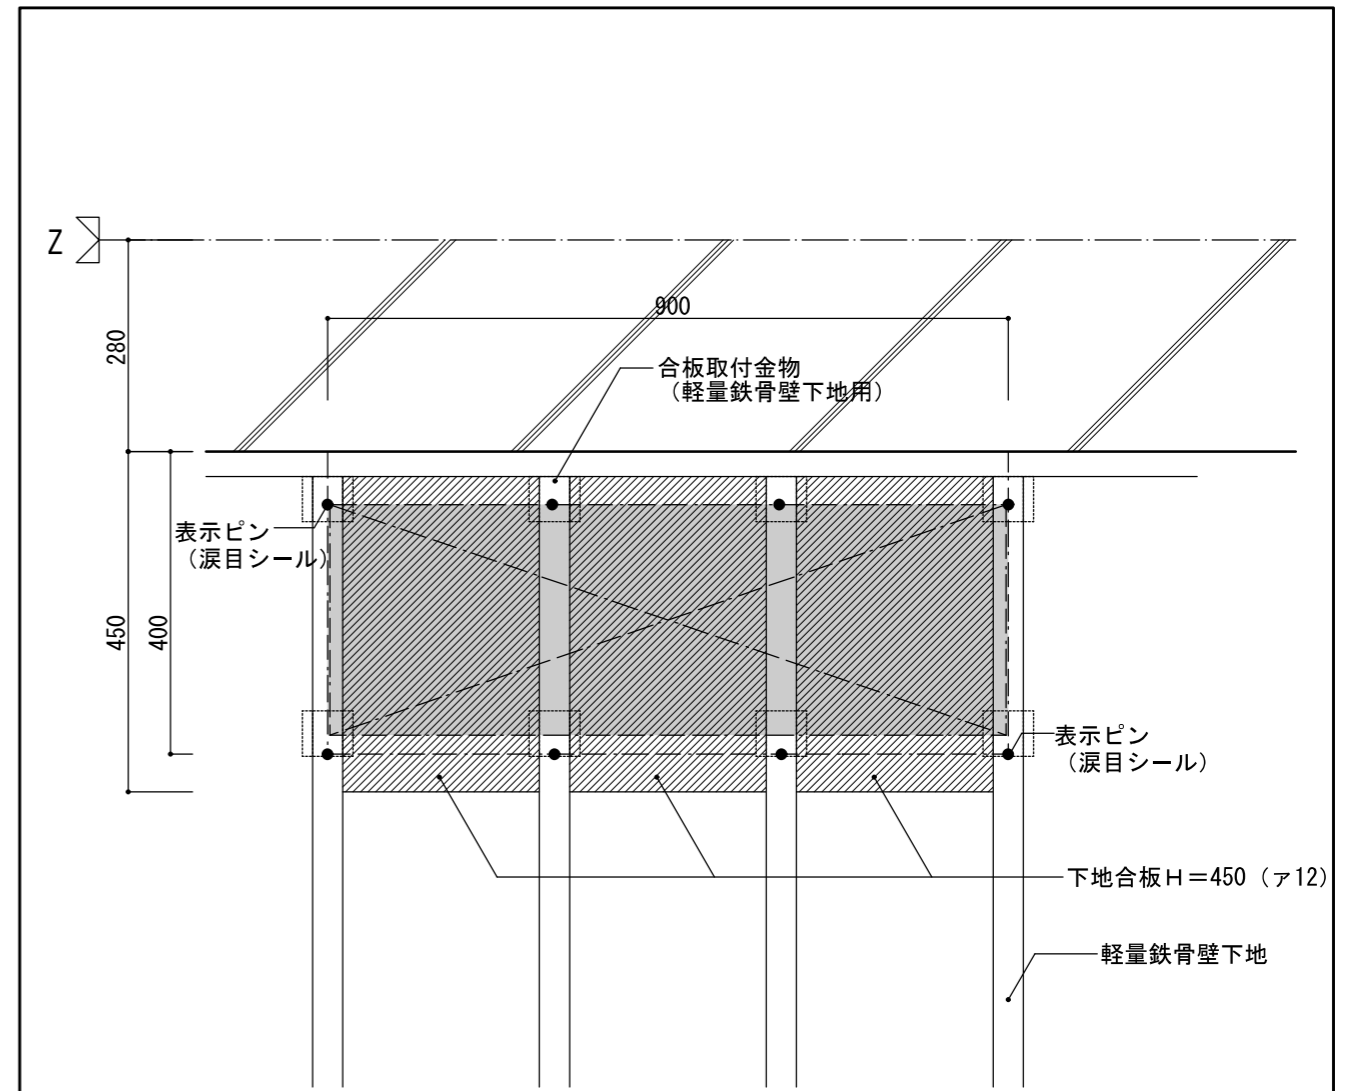 Z
900
280
合板取付金物
（軽量鉄骨壁下地用）
表示ピン
（涙目シール）
450
400
表示ピン
（涙目シール）
下地合板Ｈ＝450（ァ12）
軽量鉄骨壁下地